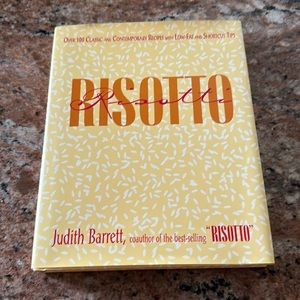 OVER 100 CLASSIC AND CONTEMPORARY RECIPES WITH LOW-FAT AND SHORTCUT TIPS
RISOTTO
Risotti
Judith Barrett, coauthor of the best-selling "RISOTTO"